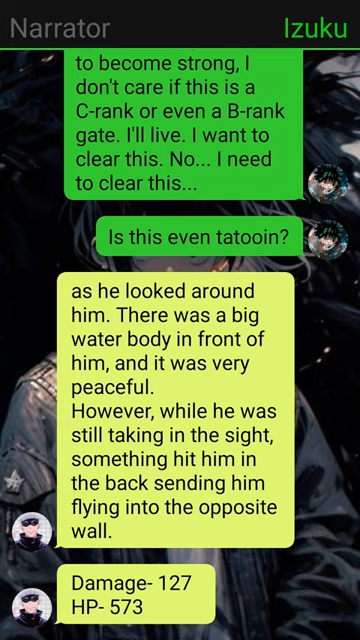 Narrator
Izuku
to become strong, I
don't care if this is a
C-rank or even a B-rank
gate. I'll live. I want to
clear this. No... I need
to clear this...
Is this even tatooin?
as he looked around
him. There was a big
water body in front of
him, and it was very
peaceful.
However, while he was
still taking in the sight,
something hit him in
the back sending him
flying into the opposite
wall.
Damage- 127
HP- 573